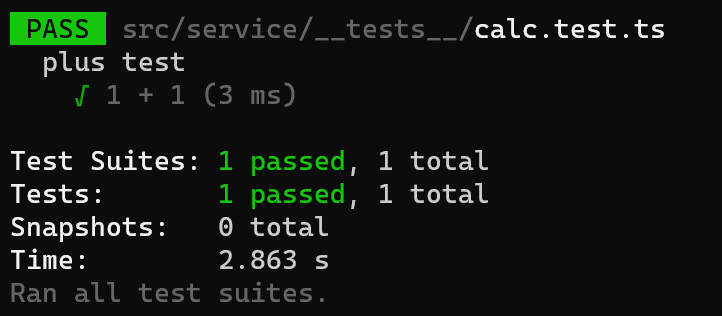 PASS src/service/__tests__/calc.test.ts
plus test
√ 1 + 1 (3 ms)
Test Suites: 1 passed, 1 total
Tests: 1 passed, 1 total
Snapshots: 0 total
Time: 2.863 s
Ran all test suites.